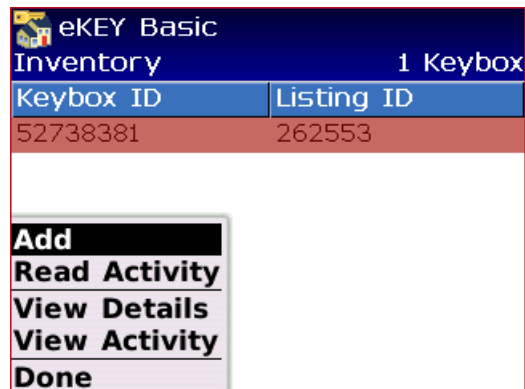 eKEY Basic
Inventory 1 Keybox
Keybox ID Listing ID
52738381 262553
Add
Read Activity
View Details
View Activity
Done